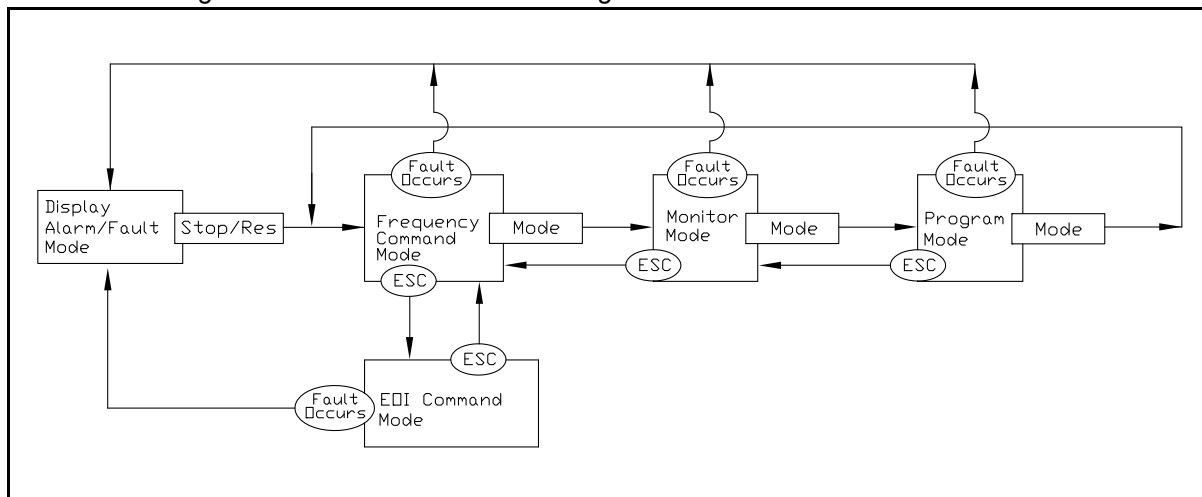 Fault
Occurs
Fault
Occurs
Fault
Occurs
Display
Alarm/Fault
Mode
Stop/Res
Frequency
Command
Mode
Mode
Monitor
Mode
Mode
Program
Mode
Mode
ESC
ESC
ESC
ESC
Fault
Occurs
EOI Command
Mode